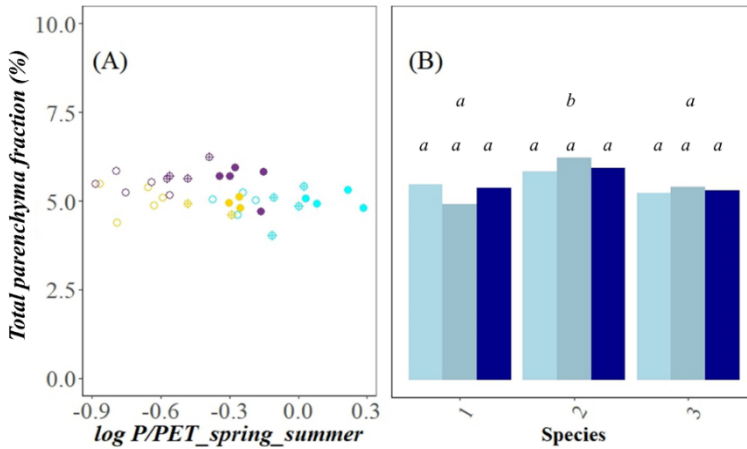 Total parenchyma fraction (%)
10.0
7.5
5.0
2.5
0.0
(A)
-0.9 -0.6 -0.3 0.0 0.3
log P/PET_spring_summer
(B)
a b a
a a a a a a a a a
1 2 3
Species